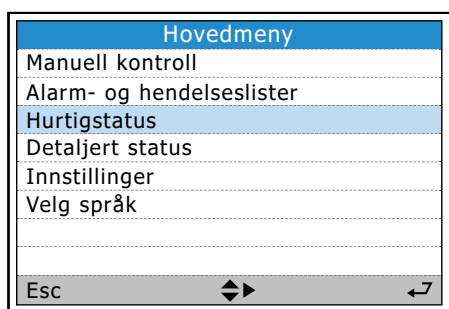 Hovedmeny
Manuell kontroll
Alarm- og hendelseslister
Hurtigstatus
Detaljert status
Innstillinger
Velg språk
Esc